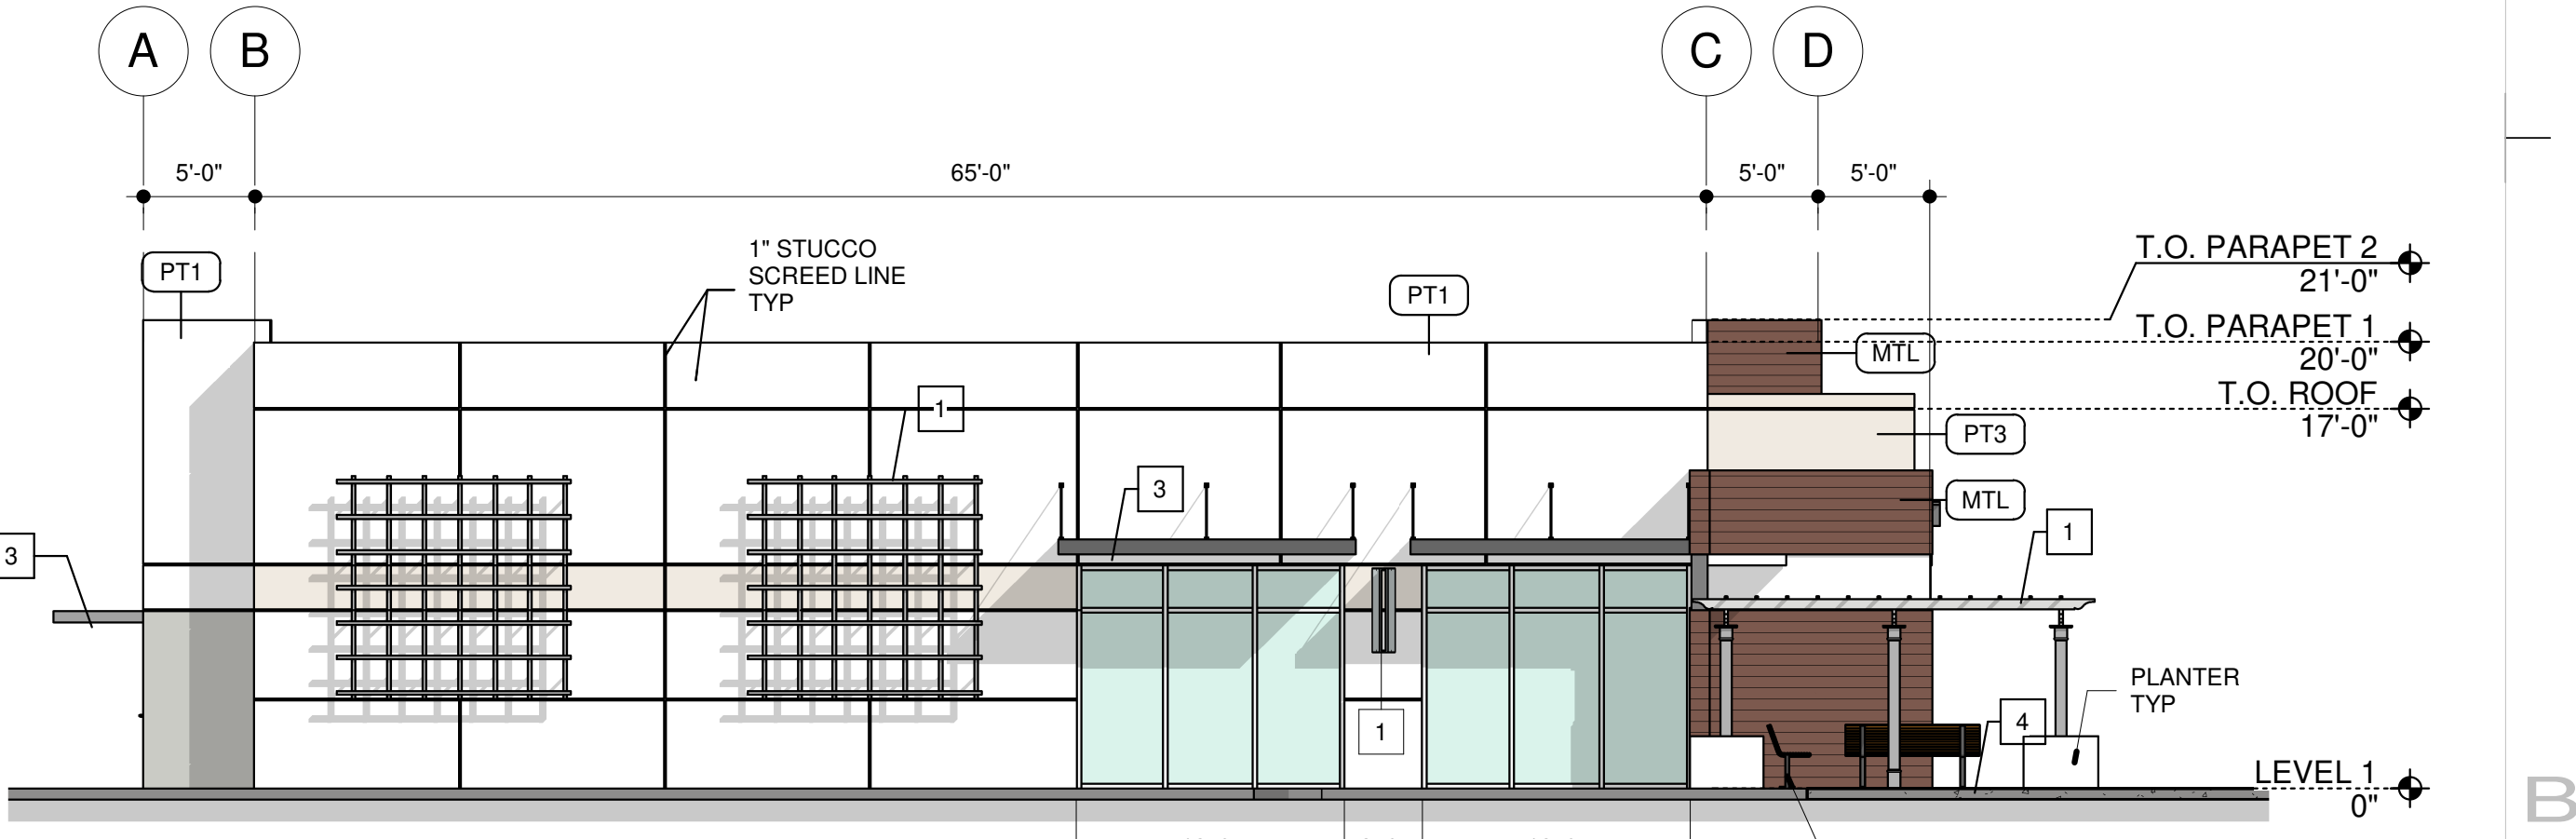 A B C D
5'-0" 65'-0" 5'-0" 5'-0"
1" STUCCO
SCREED LINE
TYP
PT1
PT1
T.O. PARAPET 2
21'-0"
T.O. PARAPET 1
20'-0"
MTL
T.O. ROOF
17'-0"
1
PT3
3
MTL
1
3
PLANTER
TYP
4
1
LEVEL 1
0"
B